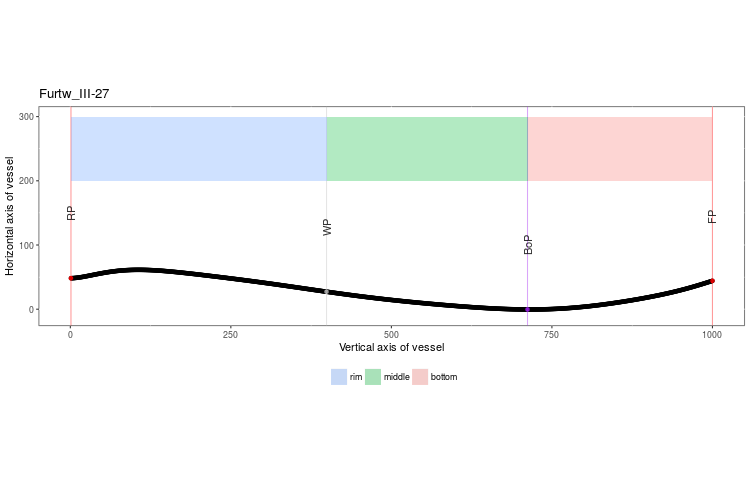 Furtw_III-27
Horizontal axis of vessel
300
200
100
0
RP
WP
BoP
FP
0 250 500 750 1000
Vertical axis of vessel
rim middle bottom